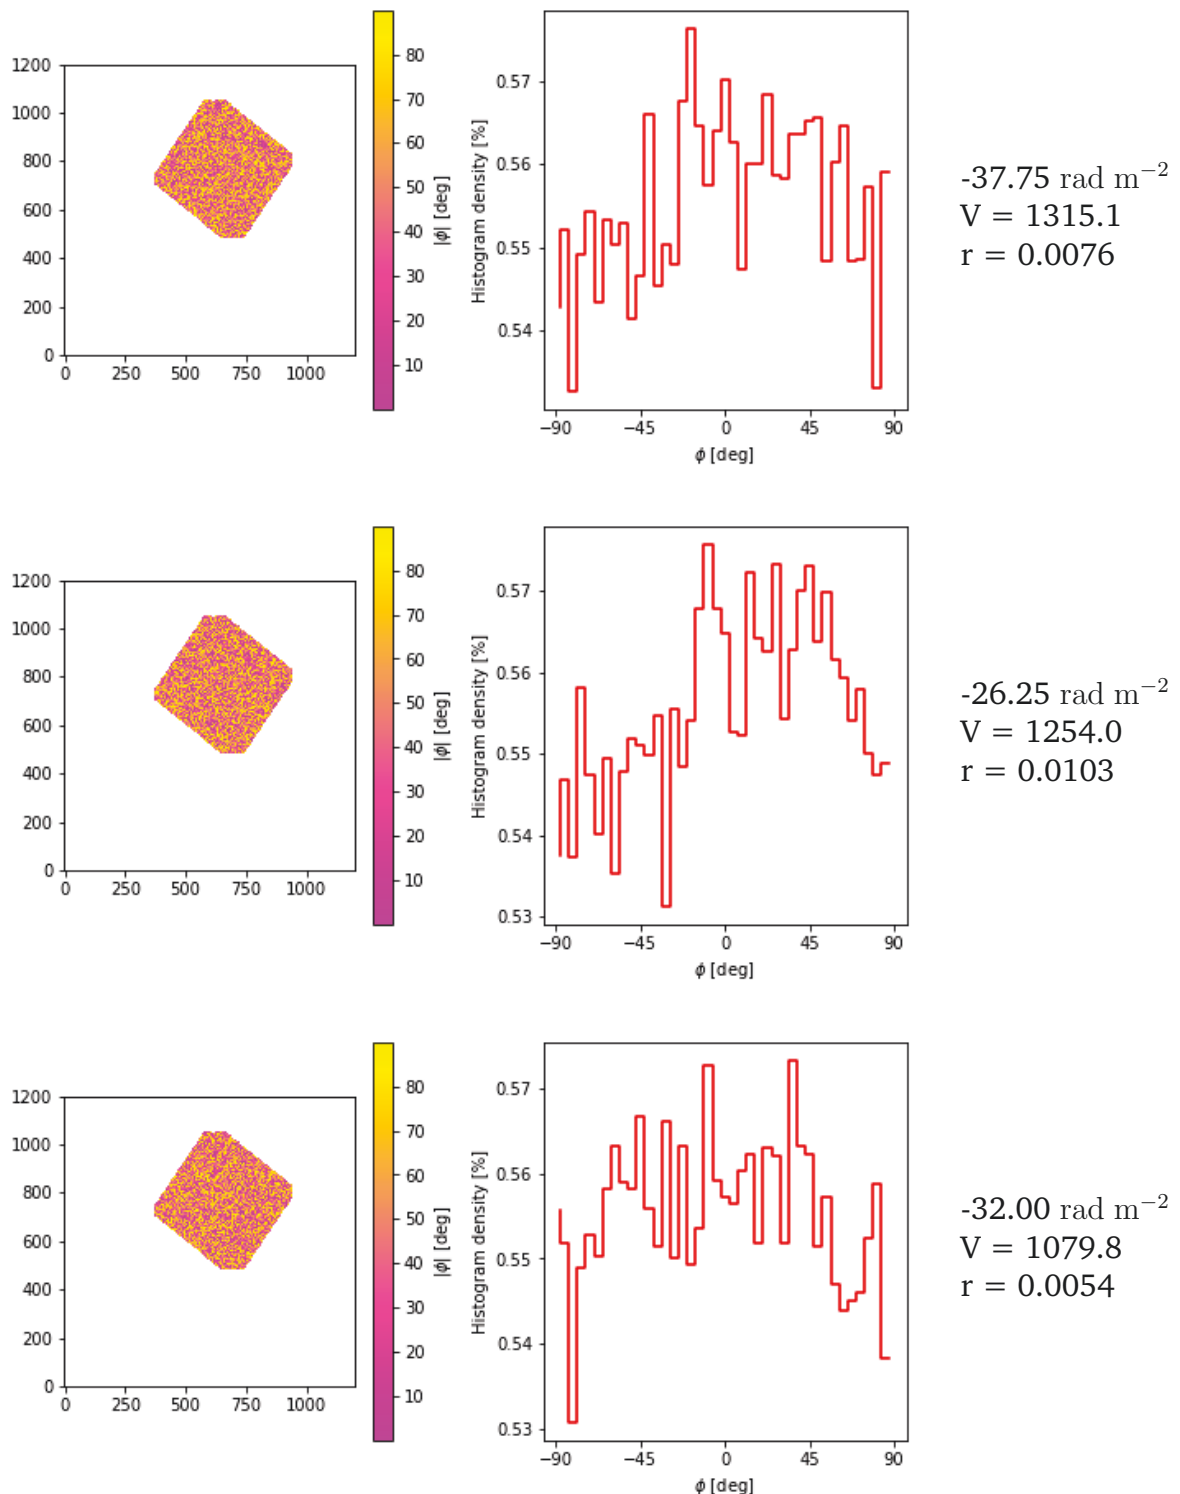 1200
1000
800
600
400
200
0
0 250 500 750 1000
80
70
60
50
40
30
20
10
|ϕ| [deg]
Histogram density [%]
0.57
0.56
0.55
0.54
−90 −45 0 45 90
ϕ [deg]
-37.75 rad m⁻²
V = 1315.1
r = 0.0076
1200
1000
800
600
400
200
0
0 250 500 750 1000
80
70
60
50
40
30
20
10
|ϕ| [deg]
Histogram density [%]
0.57
0.56
0.55
0.54
0.53
−90 −45 0 45 90
ϕ [deg]
-26.25 rad m⁻²
V = 1254.0
r = 0.0103
1200
1000
800
600
400
200
0
0 250 500 750 1000
80
70
60
50
40
30
20
10
|ϕ| [deg]
Histogram density [%]
0.57
0.56
0.55
0.54
0.53
−90 −45 0 45 90
ϕ [deg]
-32.00 rad m⁻²
V = 1079.8
r = 0.0054